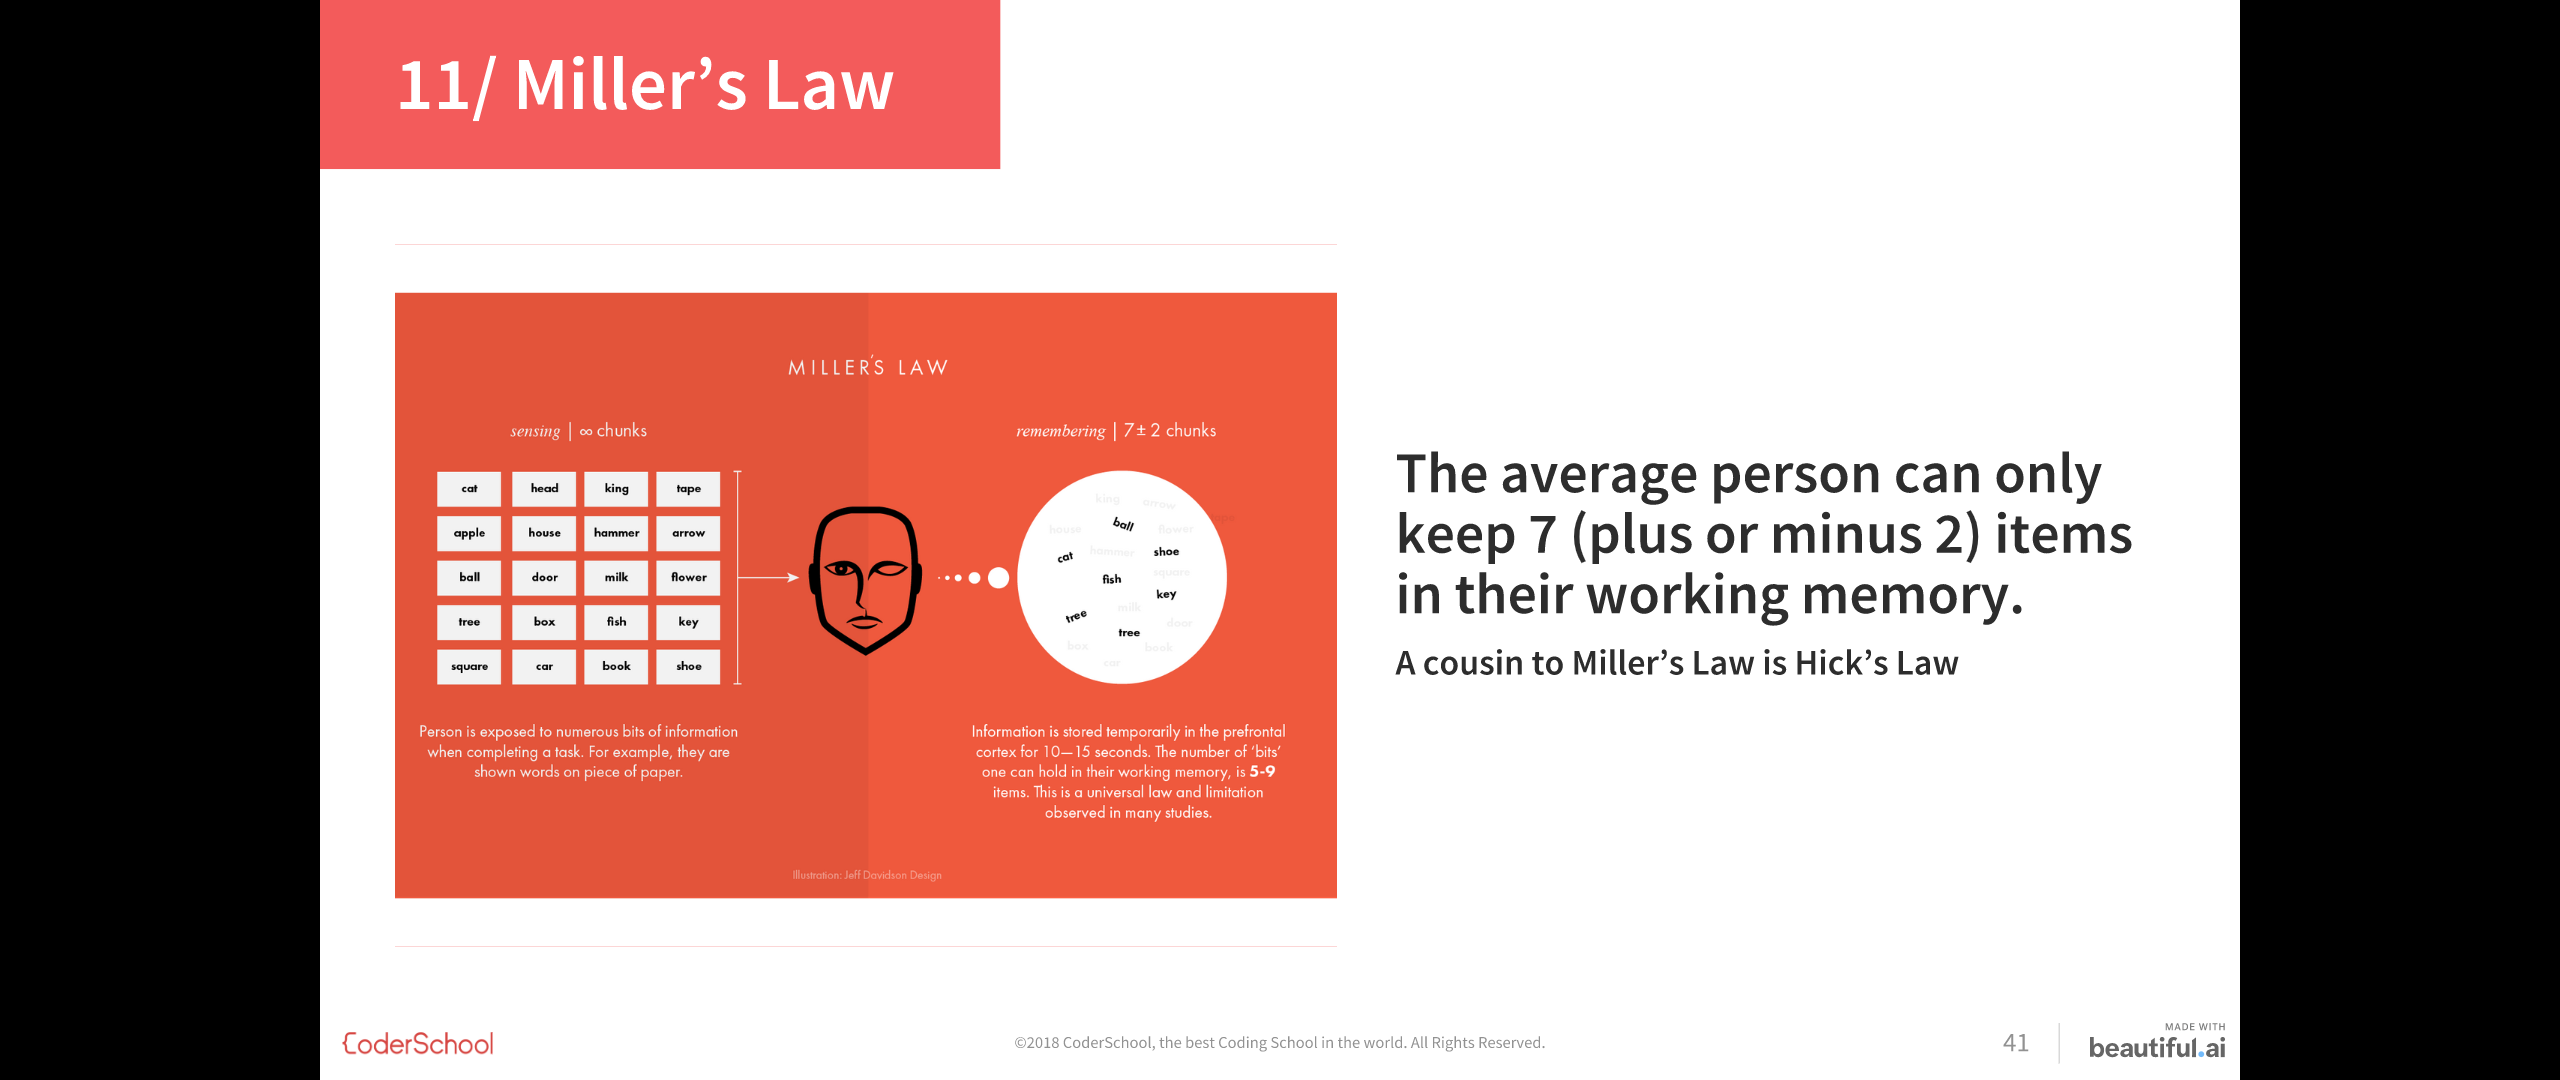 11/ Miller’s Law
MILLER'S LAW
sensing | ∞ chunks
cat head king tape
apple house hammer arrow
ball door milk flower
tree box fish key
square car book shoe
Person is exposed to numerous bits of information
when completing a task. For example, they are
shown words on piece of paper.
remembering | 7± 2 chunks
king arrow
ball
house flower tape
cat hammer shoe
square
fish
key
milk
tree
door
tree
box book
car
Information is stored temporarily in the prefrontal
cortex for 10—15 seconds. The number of ‘bits’
one can hold in their working memory, is 5-9
items. This is a universal law and limitation
observed in many studies.
Illustration: Jeff Davidson Design
The average person can only
keep 7 (plus or minus 2) items
in their working memory.
A cousin to Miller’s Law is Hick’s Law
CoderSchool
©2018 CoderSchool, the best Coding School in the world. All Rights Reserved.
41
MADE WITH
beautiful.ai